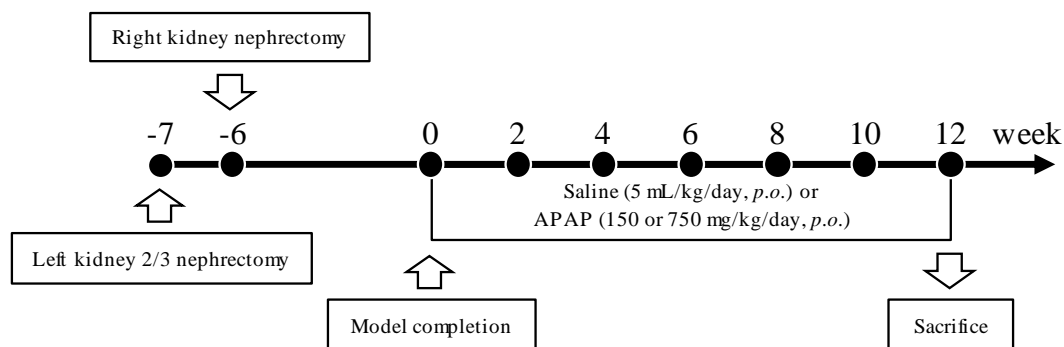 Right kidney nephrectomy
-7 -6 0 2 4 6 8 10 12 week
Saline (5 mL/kg/day, p.o.) or
APAP (150 or 750 mg/kg/day, p.o.)
Left kidney 2/3 nephrectomy
Model completion
Sacrifice